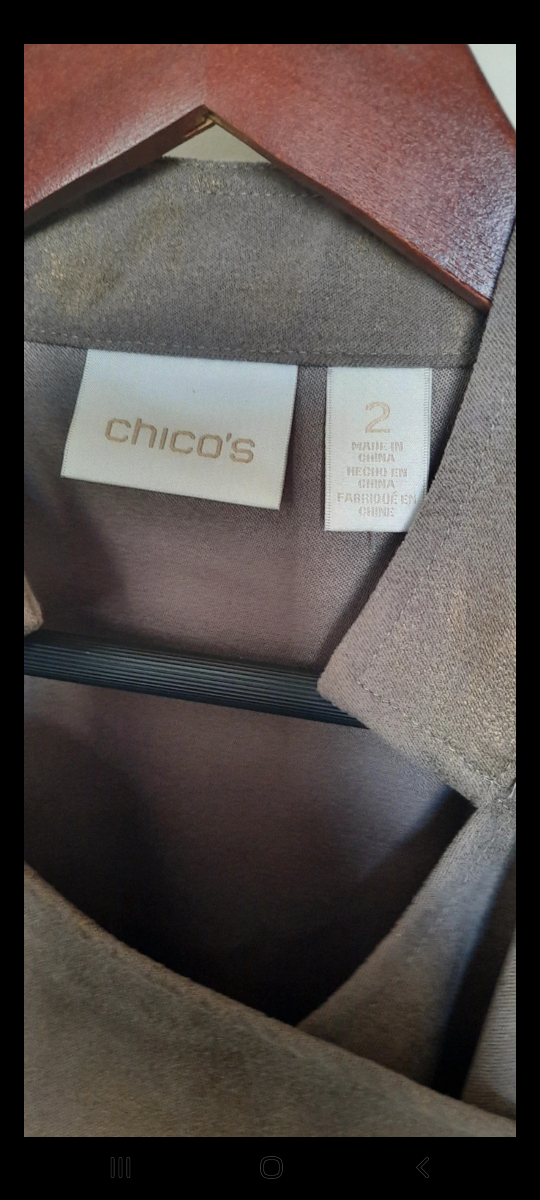 chico's
2
MADE IN
CHINA
HECHO EN
CHINA
FABRIQUÉ EN
CHINE